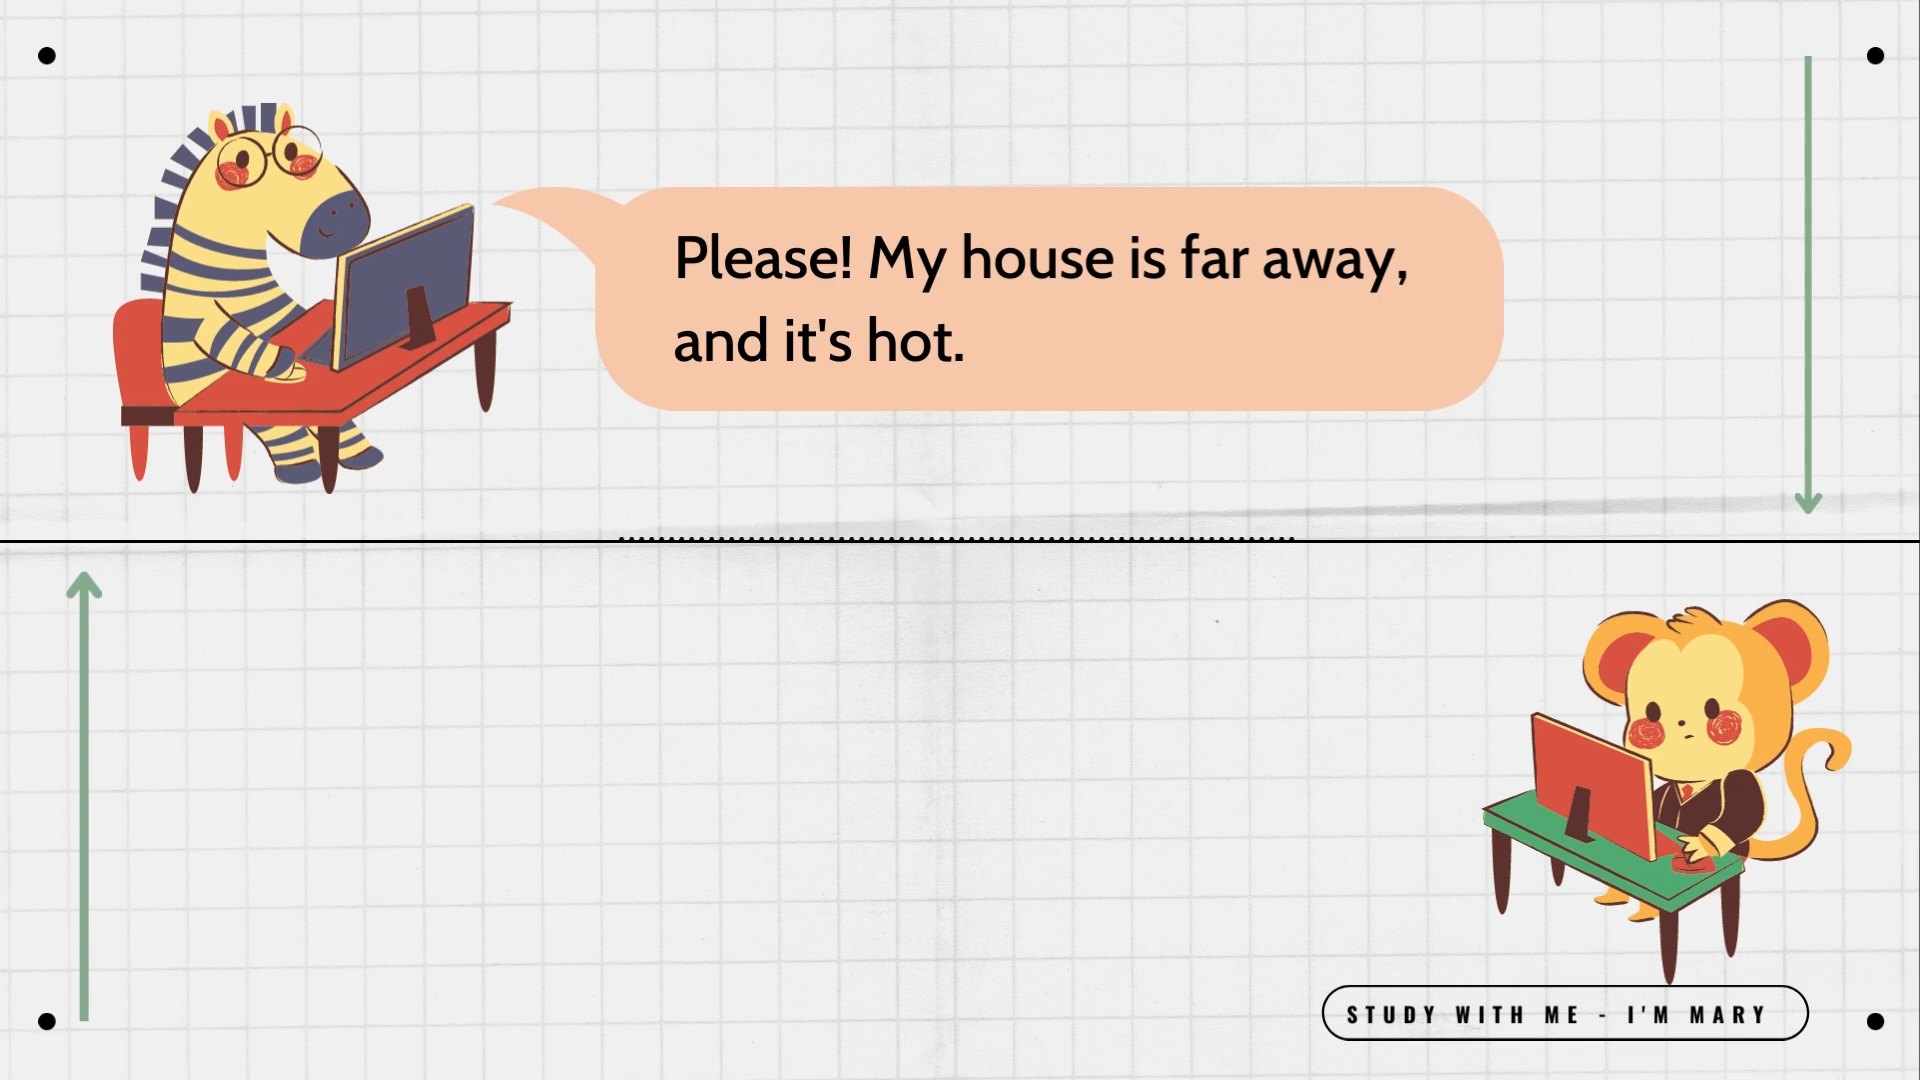 Please! My house is far away,
and it's hot.
STUDY WITH ME - I'M MARY